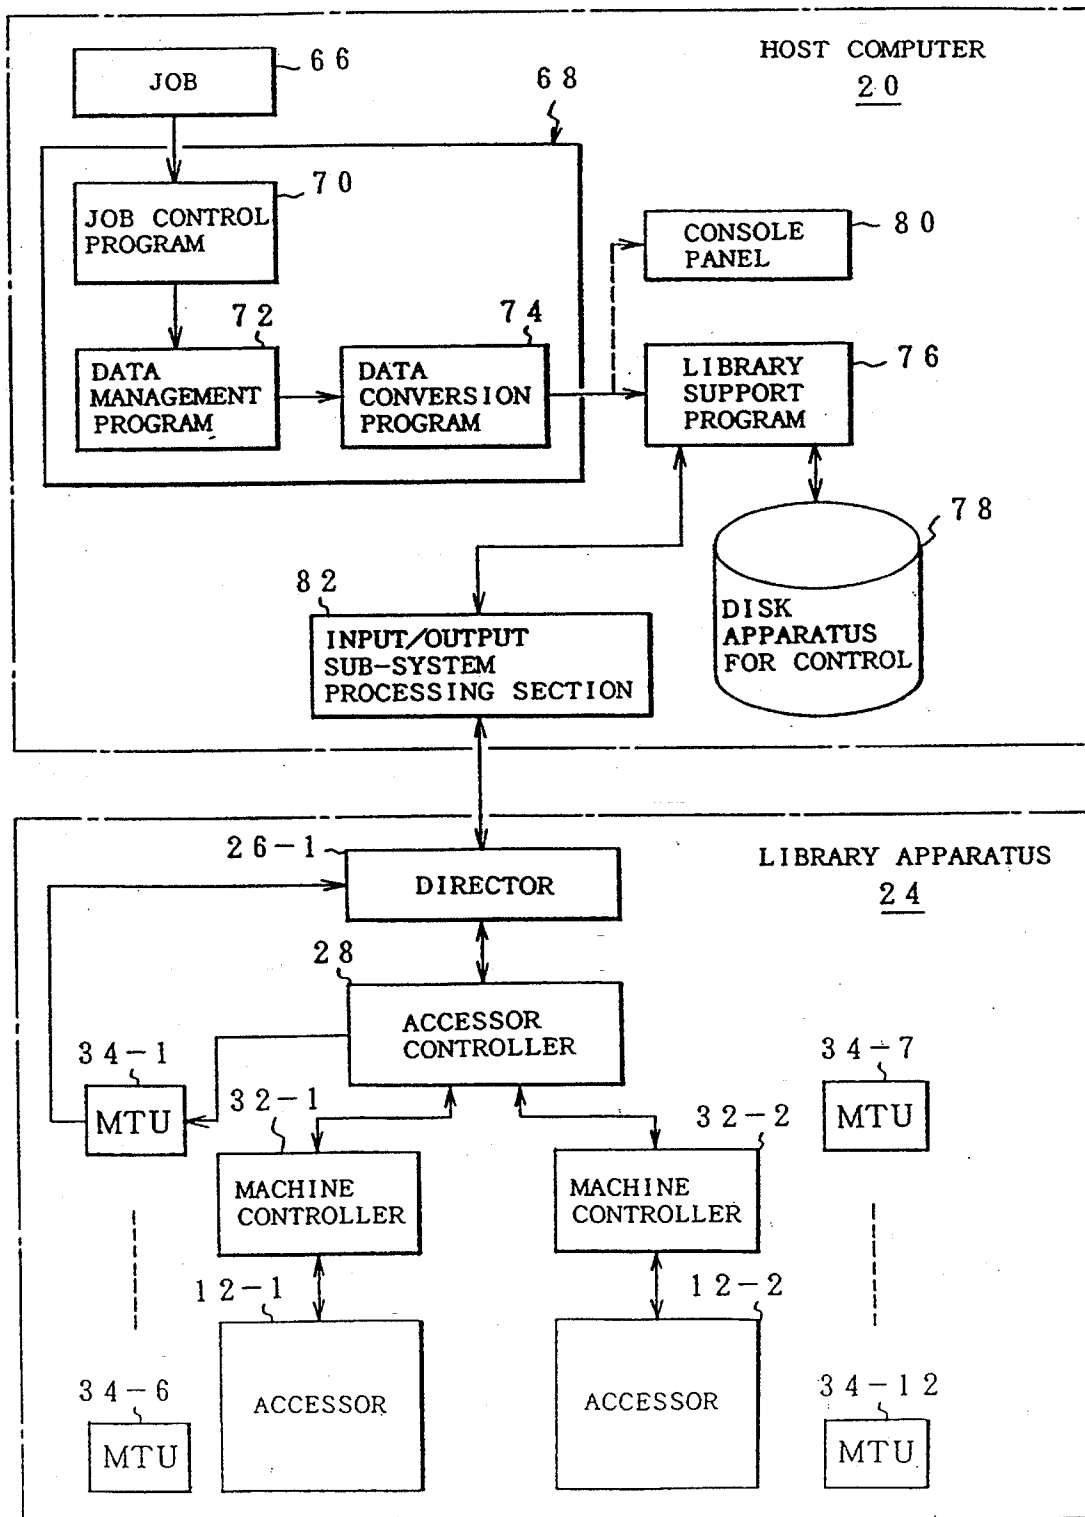 HOST COMPUTER
20
66
JOB
68
70
JOB CONTROL
PROGRAM
80
CONSOLE
PANEL
72
DATA
MANAGEMENT
PROGRAM
74
DATA
CONVERSION
PROGRAM
76
LIBRARY
SUPPORT
PROGRAM
78
DISK
APPARATUS
FOR CONTROL
82
INPUT/OUTPUT
SUB-SYSTEM
PROCESSING SECTION
LIBRARY APPARATUS
24
26-1
DIRECTOR
28
ACCESSOR
CONTROLLER
34-1
MTU
32-1
MACHINE
CONTROLLER
32-2
MACHINE
CONTROLLER
34-7
MTU
12-1
ACCESSOR
12-2
ACCESSOR
34-6
MTU
34-12
MTU